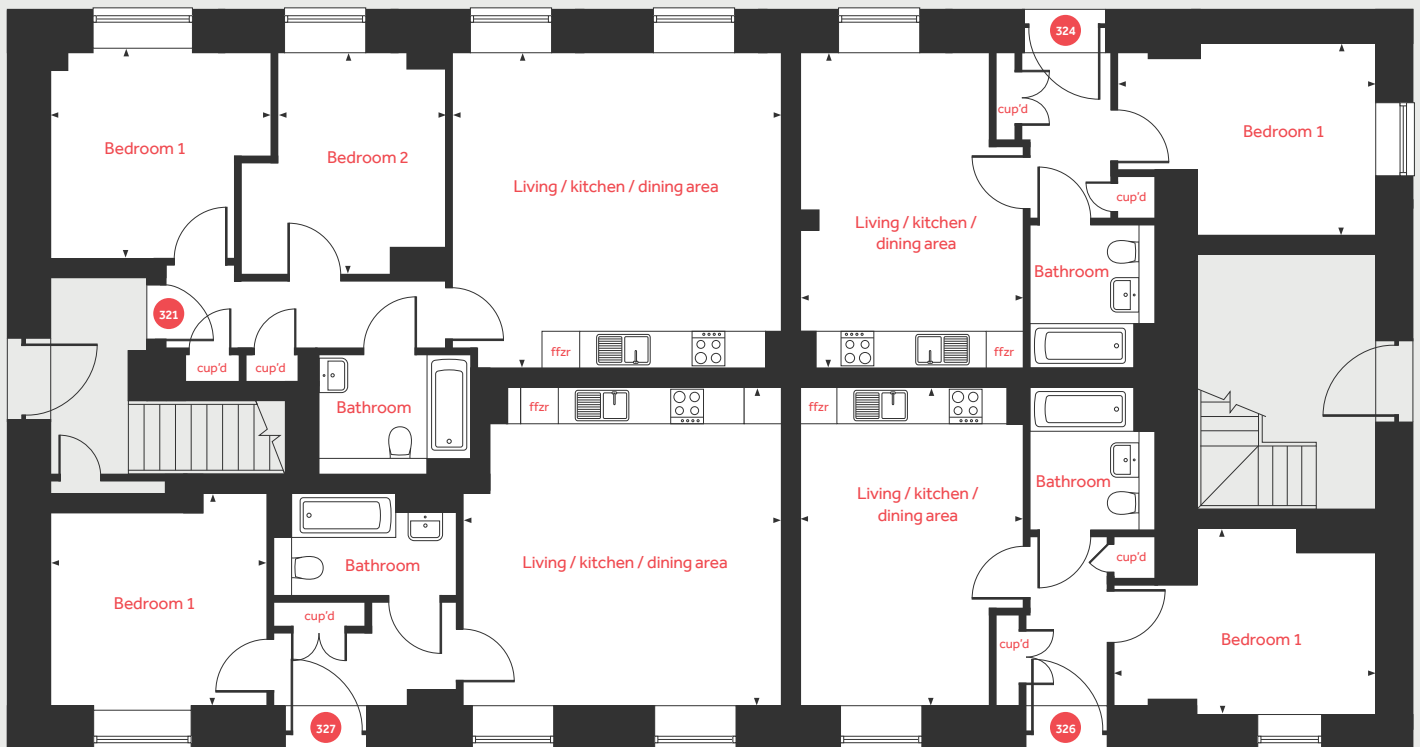 324
cup'd
Bedroom 1
Bedroom 1
Bedroom 2
Living / kitchen / dining area
cup'd
Living / kitchen /
dining area
Bathroom
321
ffzr
ffzr
cup'd
cup'd
Bathroom
ffzr
ffzr
Living / kitchen /
dining area
Bathroom
cup'd
Bathroom
Living / kitchen / dining area
Bedroom 1
cup'd
cup'd
Bedroom 1
327
326